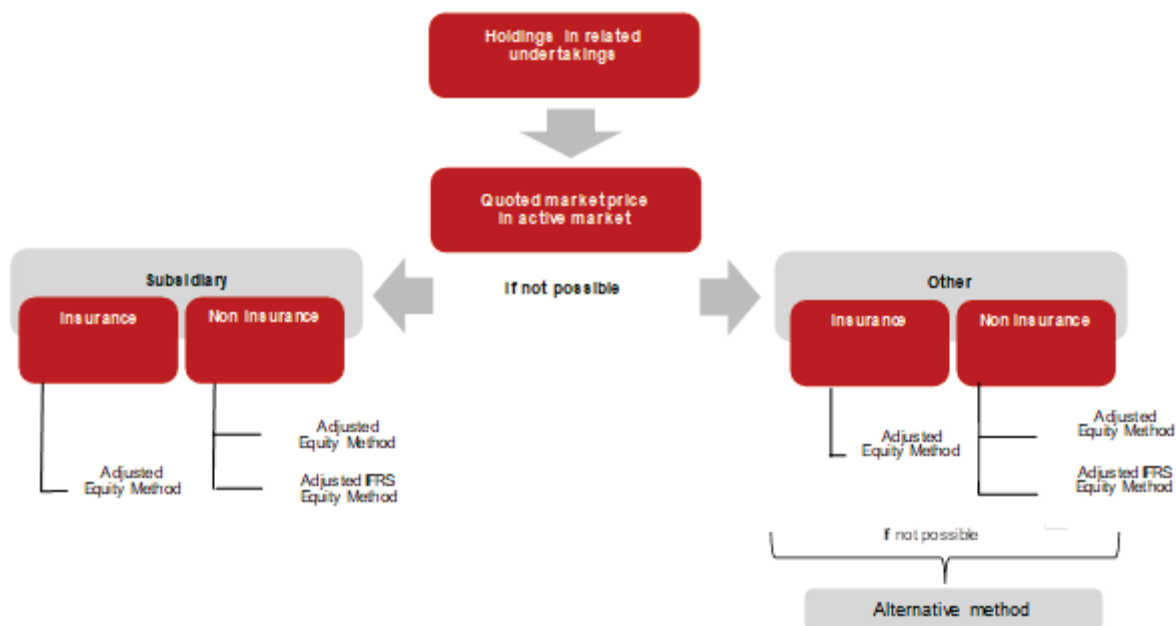 Holdings in related
undertakings
Quoted market price
in active market
If not possible
Subsidiary
Insurance
Non Insurance
Adjusted
Equity Method
Adjusted
Equity Method
Adjusted IFRS
Equity Method
Other
Insurance
Non Insurance
Adjusted
Equity Method
Adjusted
Equity Method
Adjusted IFRS
Equity Method
If not possible
Alternative method